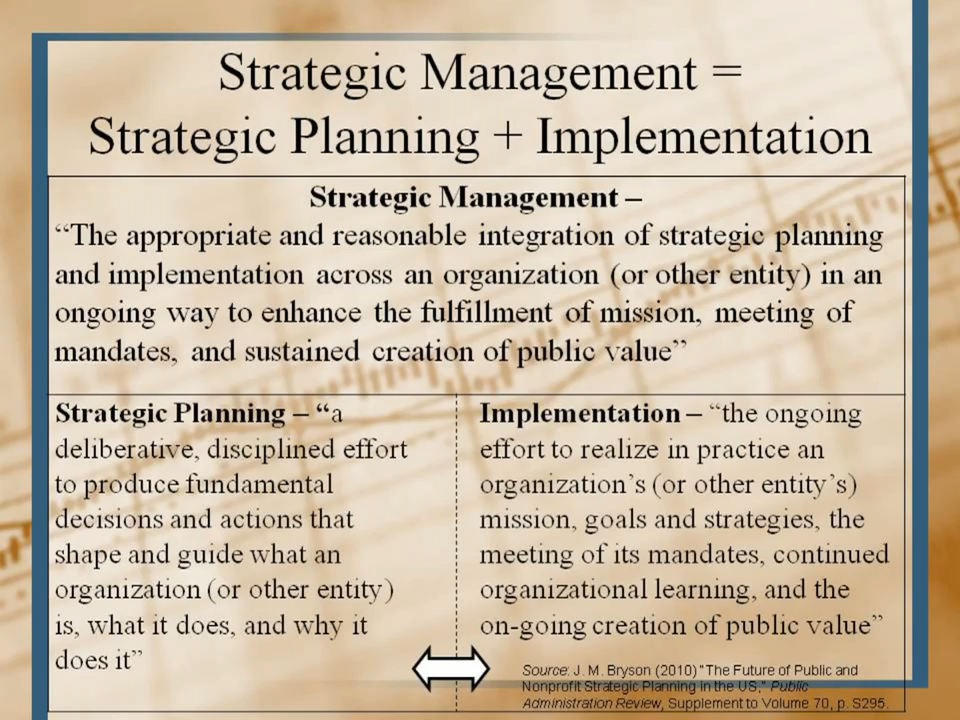 Strategic Management =
Strategic Planning + Implementation
Strategic Management –
“The appropriate and reasonable integration of strategic planning
and implementation across an organization (or other entity) in an
ongoing way to enhance the fulfillment of mission, meeting of
mandates, and sustained creation of public value”
Strategic Planning – “a
deliberative, disciplined effort
to produce fundamental
decisions and actions that
shape and guide what an
organization (or other entity)
is, what it does, and why it
does it”
Implementation – “the ongoing
effort to realize in practice an
organization’s (or other entity’s)
mission, goals and strategies, the
meeting of its mandates, continued
organizational learning, and the
on-going creation of public value”
Source: J. M. Bryson (2010) “The Future of Public and
Nonprofit Strategic Planning in the US,” Public
Administration Review, Supplement to Volume 70, p. S295.